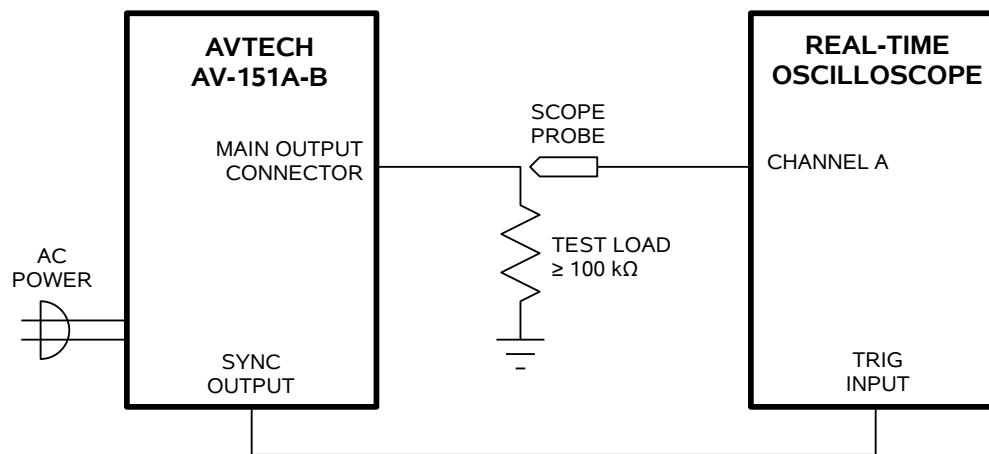 AVTECH
AV-151A-B
REAL-TIME
OSCILLOSCOPE
SCOPE
PROBE
MAIN OUTPUT
CONNECTOR
CHANNEL A
TEST LOAD
≥ 100 kΩ
AC
POWER
SYNC
OUTPUT
TRIG
INPUT